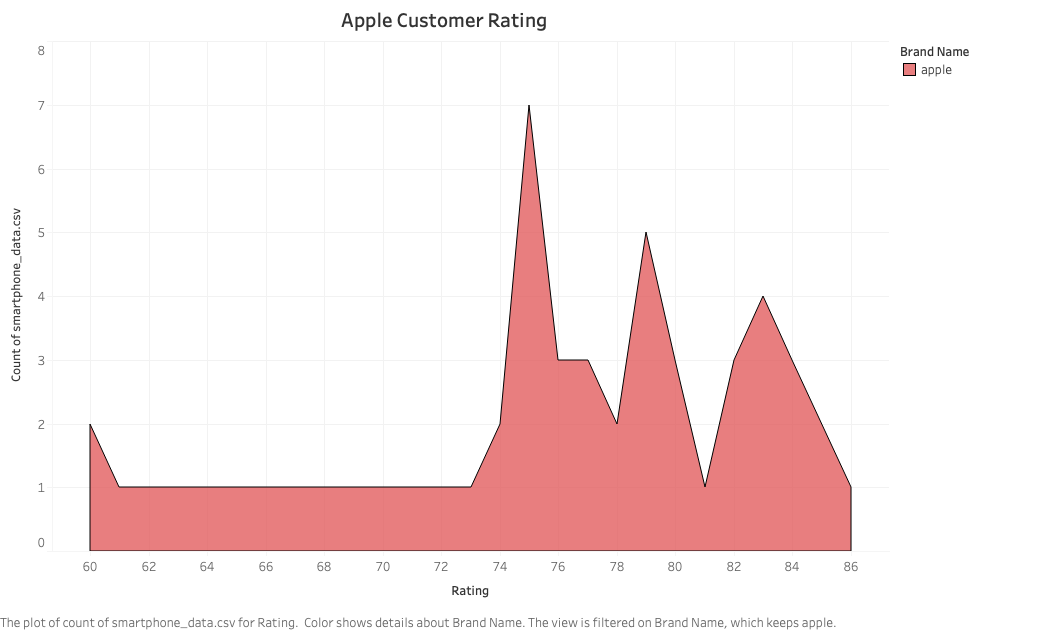 Apple Customer Rating
Brand Name
apple
8
7
6
5
4
3
2
1
0
Count of smartphone_data.csv
60 62 64 66 68 70 72 74 76 78 80 82 84 86
Rating
The plot of count of smartphone_data.csv for Rating. Color shows details about Brand Name. The view is filtered on Brand Name, which keeps apple.